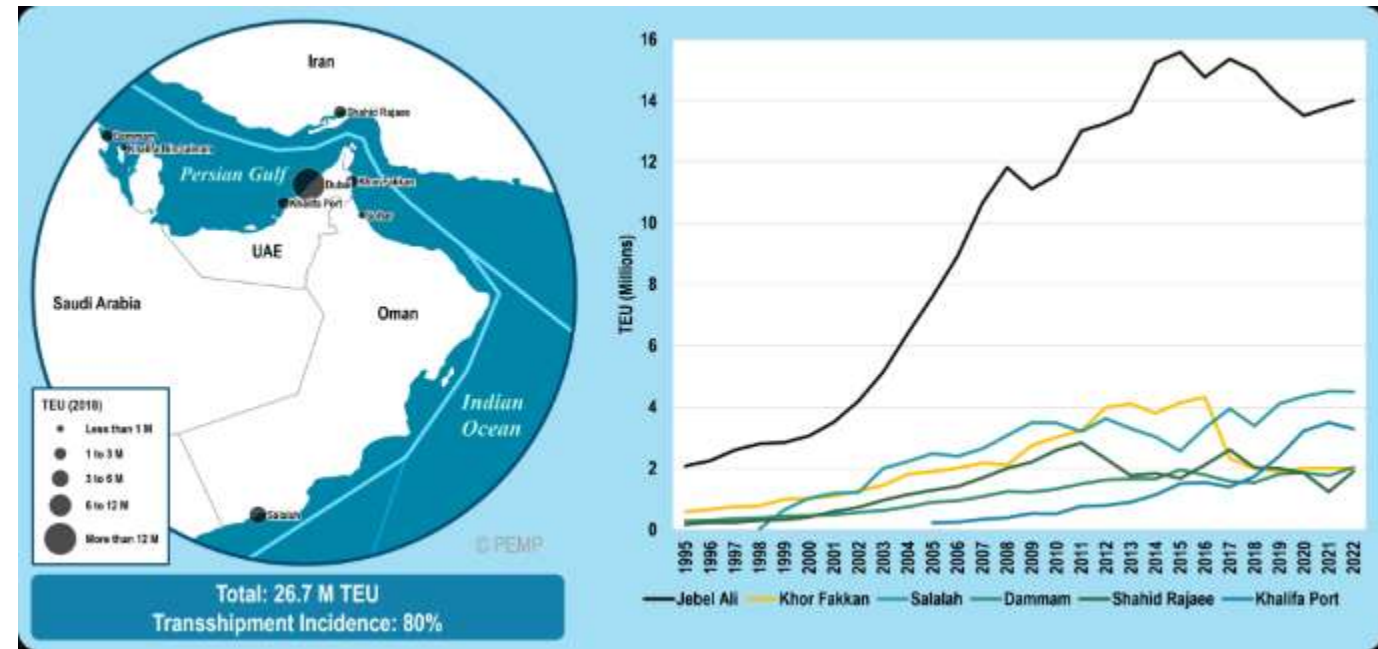 Iran
Shahid Rajaee
Dammam
Persian Gulf
Dubai
Khor Fakkan
Khalifa Port
Sohar
UAE
Saudi Arabia
Oman
TEU (2018)
Less than 1 M
1 to 3 M
3 to 6 M
6 to 12 M
More than 12 M
Indian
Ocean
Salalah
© PEMP
Total: 26.7 M TEU
Transshipment Incidence: 80%
TEU (Millions)
16
14
12
10
8
6
4
2
0
1995
1996
1997
1998
1999
2000
2001
2002
2003
2004
2005
2006
2007
2008
2009
2010
2011
2012
2013
2014
2015
2016
2017
2018
2019
2020
2021
2022
Jebel Ali
Khor Fakkan
Salalah
Dammam
Shahid Rajaee
Khalifa Port